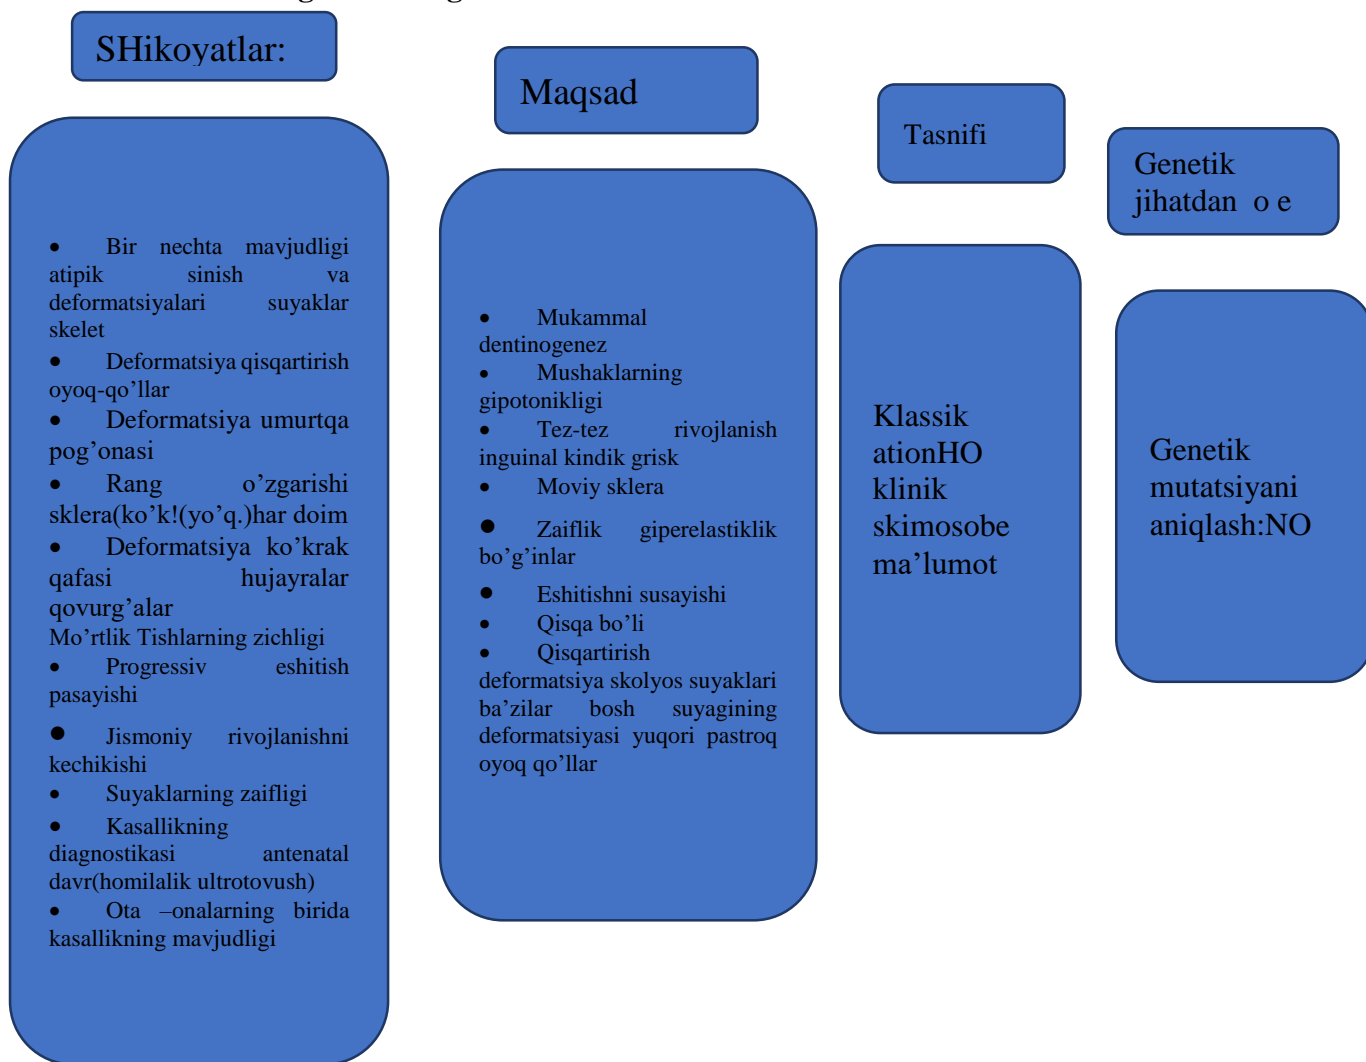 SHikoyatlar:
• Bir nechta mavjudligi
atipik sinish va
deformatsiyalari suyaklar
skelet
• Deformatsiya qisqartirish
oyoq-qo’llar
• Deformatsiya umurtqa
pog’onasi
• Rang o’zgarishi
sklera(ko’k!(yo’q.)har doim
• Deformatsiya ko’krak
qafasi hujayralar
qovurg’alar
Mo’rtlik Tishlarning zichligi
• Progressiv eshitish
pasayishi
• Jismoniy rivojlanishni
kechikishi
• Suyaklarning zaifligi
• Kasallikning
diagnostikasi antenatal
davr(homilalik ultrotovush)
• Ota –onalarning birida
kasallikning mavjudligi
Maqsad
• Mukammal
dentinogenez
• Mushaklarning
gipotonikligi
• Tez-tez rivojlanish
inguinal kindik grisk
• Moviy sklera
• Zaiflik giperelastiklik
bo’g’inlar
• Eshitishni susayishi
• Qisqa bo’li
• Qisqartirish
deformatsiya skolyos suyaklari
ba’zilar bosh suyagining
deformatsiyasi yuqori pastroq
oyoq qo’llar
Tasnifi
Klassik
ationHO
klinik
skimosobe
ma’lumot
Genetik
jihatdan o e
Genetik
mutatsiyani
aniqlash:NO